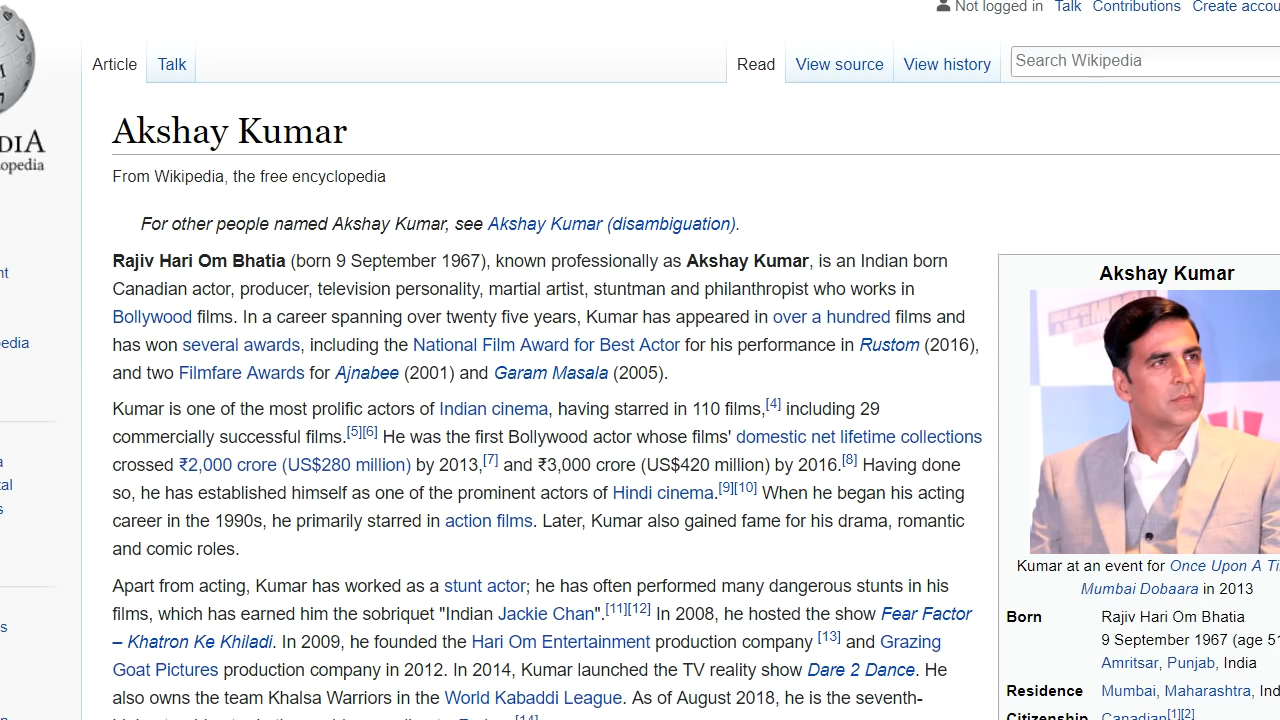 Not logged in Talk Contributions Create accou
Article Talk Read View source View history Search Wikipedia
DIA
opedia
Akshay Kumar
From Wikipedia, the free encyclopedia
For other people named Akshay Kumar, see Akshay Kumar (disambiguation).
Rajiv Hari Om Bhatia (born 9 September 1967), known professionally as Akshay Kumar, is an Indian born
Canadian actor, producer, television personality, martial artist, stuntman and philanthropist who works in
Bollywood films. In a career spanning over twenty five years, Kumar has appeared in over a hundred films and
has won several awards, including the National Film Award for Best Actor for his performance in Rustom (2016),
and two Filmfare Awards for Ajnabee (2001) and Garam Masala (2005).
Kumar is one of the most prolific actors of Indian cinema, having starred in 110 films,[4] including 29
commercially successful films.[5][6] He was the first Bollywood actor whose films' domestic net lifetime collections
crossed ₹2,000 crore (US$280 million) by 2013,[7] and ₹3,000 crore (US$420 million) by 2016.[8] Having done
so, he has established himself as one of the prominent actors of Hindi cinema.[9][10] When he began his acting
career in the 1990s, he primarily starred in action films. Later, Kumar also gained fame for his drama, romantic
and comic roles.
Apart from acting, Kumar has worked as a stunt actor; he has often performed many dangerous stunts in his
films, which has earned him the sobriquet "Indian Jackie Chan".[11][12] In 2008, he hosted the show Fear Factor
– Khatron Ke Khiladi. In 2009, he founded the Hari Om Entertainment production company [13] and Grazing
Goat Pictures production company in 2012. In 2014, Kumar launched the TV reality show Dare 2 Dance. He
also owns the team Khalsa Warriors in the World Kabaddi League. As of August 2018, he is the seventh-
[14]
Akshay Kumar
Kumar at an event for Once Upon A Ti
Mumbai Dobaara in 2013
Born Rajiv Hari Om Bhatia
9 September 1967 (age 51
Amritsar, Punjab, India
Residence Mumbai, Maharashtra, Ind
Citizenship Canadian[1][2]
nt
edia
a
al
s
s